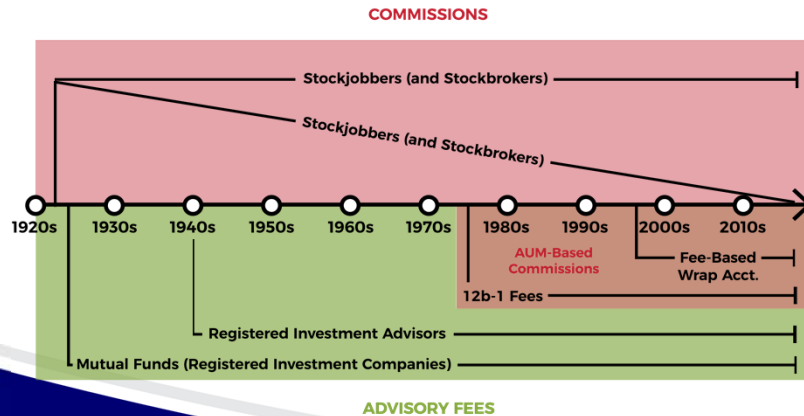 COMMISSIONS
Stockjobbers (and Stockbrokers)
Stockjobbers (and Stockbrokers)
1920s 1930s 1940s 1950s 1960s 1970s 1980s 1990s 2000s 2010s
AUM-Based
Commissions
Fee-Based
Wrap Acct.
12b-1 Fees
Registered Investment Advisors
Mutual Funds (Registered Investment Companies)
ADVISORY FEES